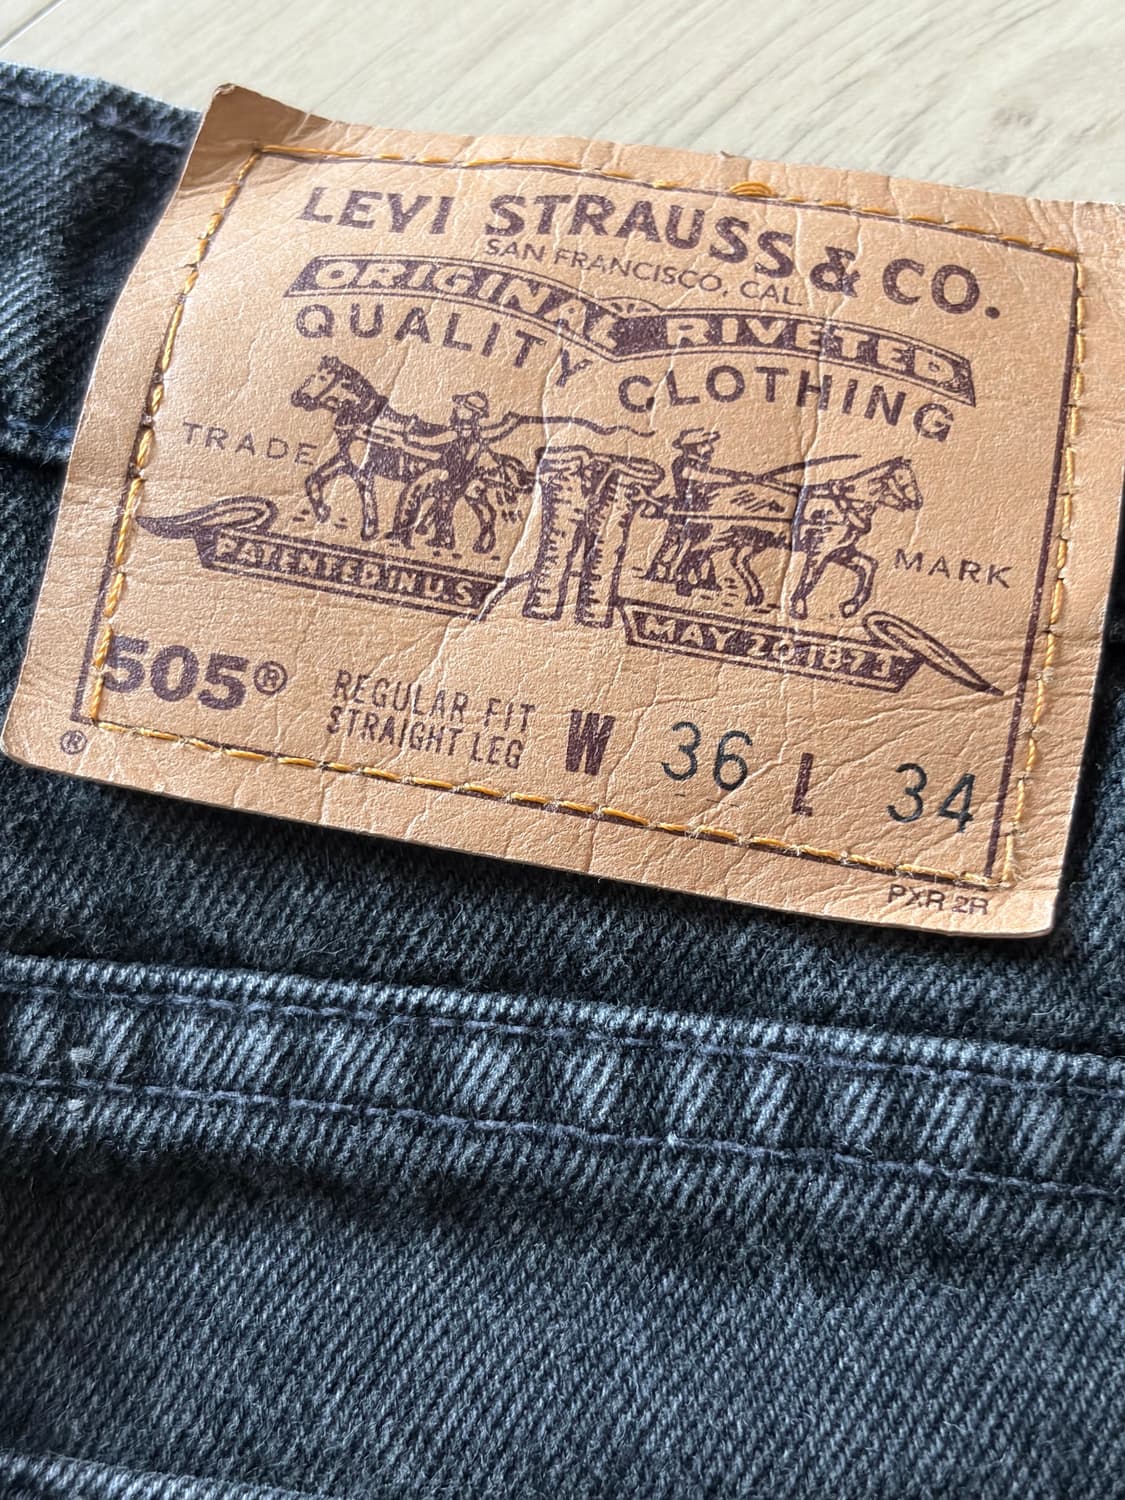 LEVI STRAUSS & CO.
SAN FRANCISCO, CAL.
ORIGINAL RIVETED
QUALITY CLOTHING
TRADE MARK
PATENTED IN U.S.
MAY 20 1873
505®
REGULAR FIT
STRAIGHT LEG
W 36 L 34
®
PXR 2R